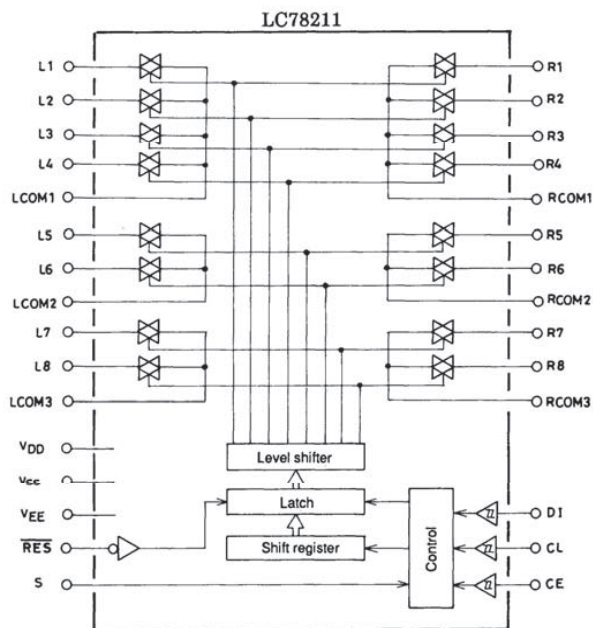 LC78211
L1
R1
L2
R2
L3
R3
L4
R4
LCOM1
RCOM1
L5
R5
L6
R6
LCOM2
RCOM2
L7
R7
L8
R8
LCOM3
RCOM3
VDD
Level shifter
VEE
Latch
DI
RES
Shift register
Control
CL
S
CE